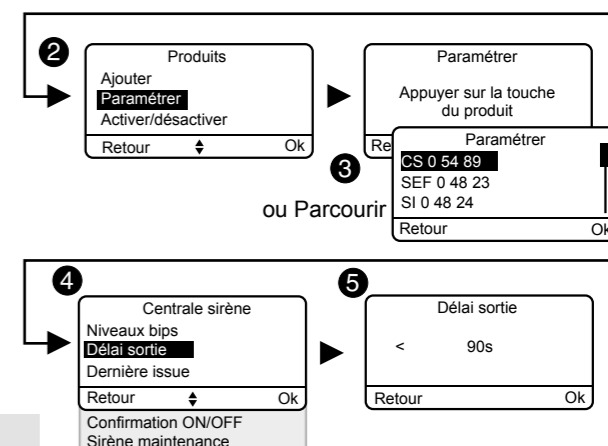 2
Produits
Ajouter
Paramétrer
Activer/désactiver
Retour
Ok
Paramétrer
Appuyer sur la touche
du produit
Re
3
ou Parcourir
Paramétrer
CS 0 54 89
SEF 0 48 23
SI 0 48 24
Retour
Ok
4
Centrale sirène
Niveaux bips
Délai sortie
Dernière issue
Retour
Ok
Confirmation ON/OFF
Sirène maintenance
5
Délai sortie
< 90s
Retour
Ok